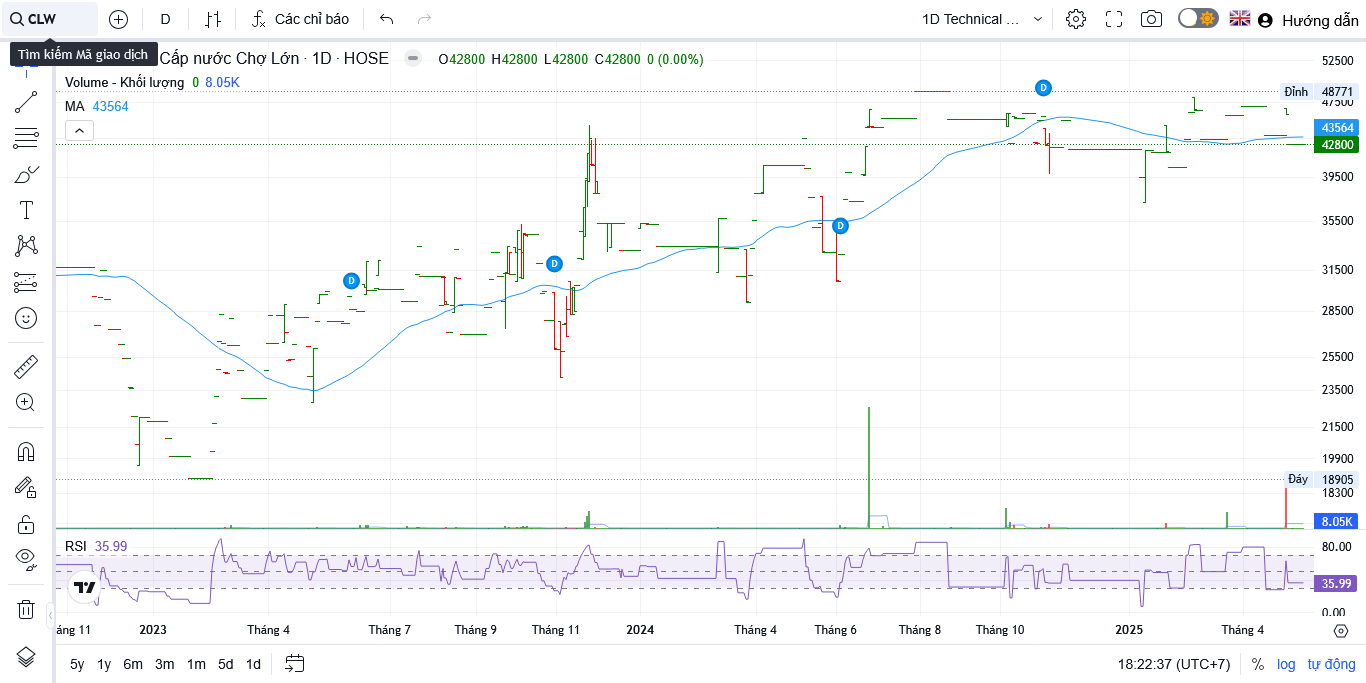 CLW D Các chỉ báo 1D Technical ... Hướng dẫn
Tìm kiếm Mã giao dịch
Cấp nước Chợ Lớn · 1D · HOSE O42800 H42800 L42800 C42800 0 (0.00%)
Volume - Khối lượng 0 8.05K
MA 43564
52500
Đỉnh 48771
47500
43564
42800
39500
35500
31500
28500
25500
23500
21500
19900
Đáy 18905
18300
8.05K
D
D
D
D
RSI 35.99
80.00
35.99
0.00
áng 11 2023 Tháng 4 Tháng 7 Tháng 9 Tháng 11 2024 Tháng 4 Tháng 6 Tháng 8 Tháng 10 2025 Tháng 4
5y 1y 6m 3m 1m 5d 1d 18:22:37 (UTC+7) % log tự động